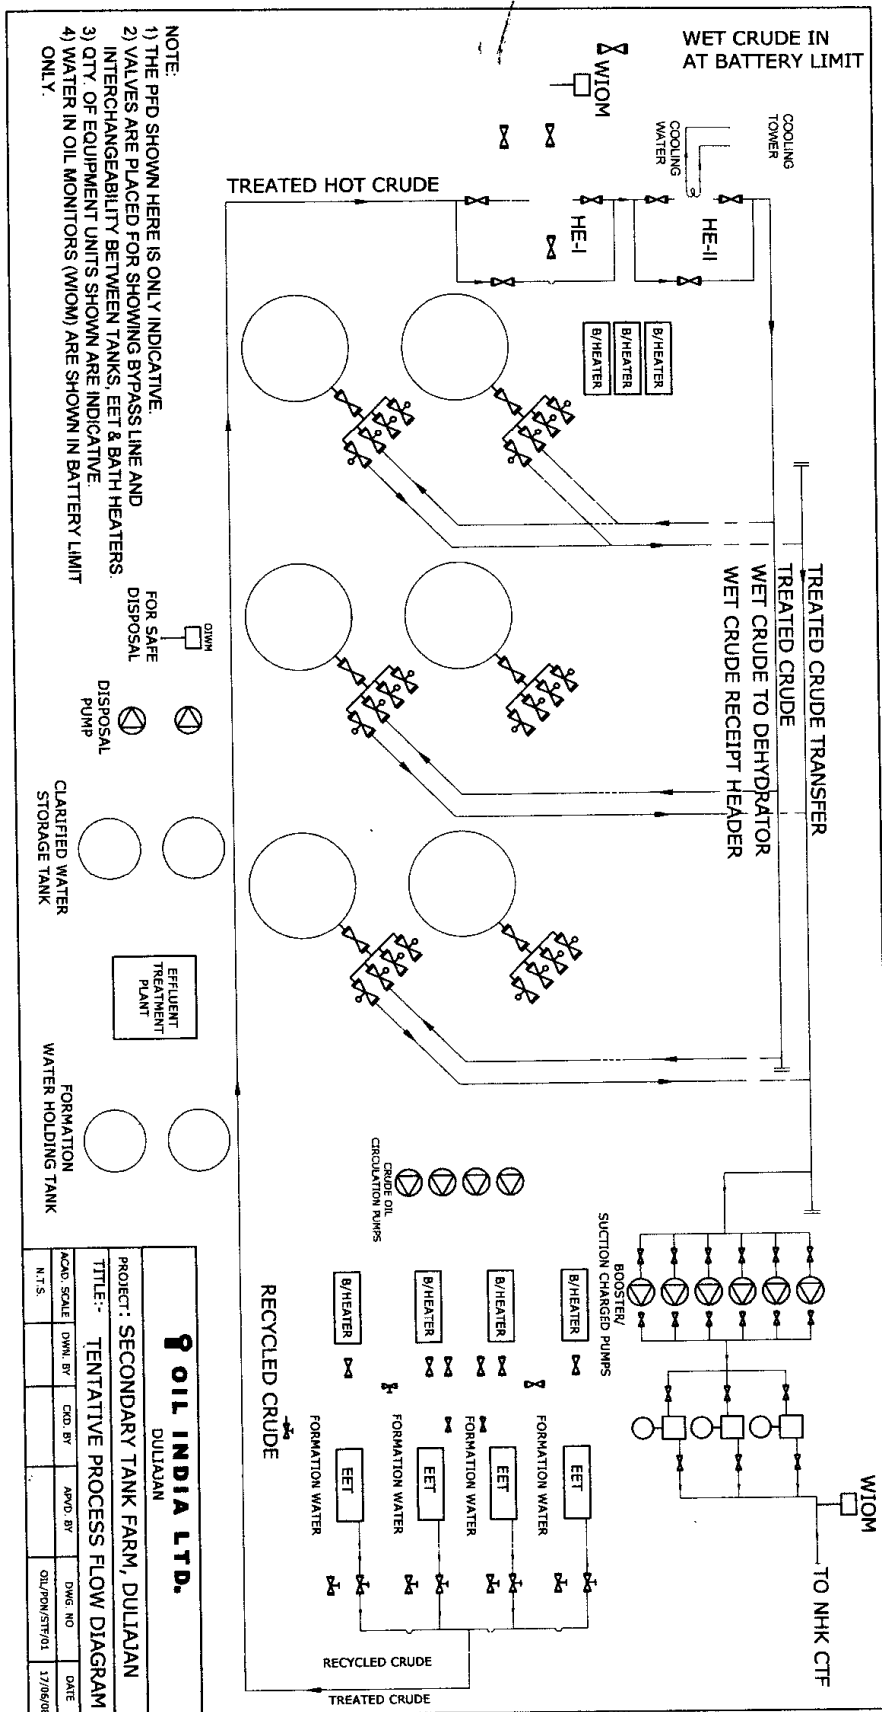 WET CRUDE IN
AT BATTERY LIMIT
WIOM
COOLING
TOWER
COOLING
WATER
TREATED HOT CRUDE
HE-I
HE-II
B/HEATER
B/HEATER
B/HEATER
TREATED CRUDE TRANSFER
TREATED CRUDE
WET CRUDE TO DEHYDRATOR
WET CRUDE RECEIPT HEADER
NOTE:
1) THE PFD SHOWN HERE IS ONLY INDICATIVE.
2) VALVES ARE PLACED FOR SHOWING BYPASS LINE AND
INTERCHANGEABILITY BETWEEN TANKS, EET & BATH HEATERS.
3) QTY. OF EQUIPMENT UNITS SHOWN ARE INDICATIVE.
4) WATER IN OIL MONITORS (WIOM) ARE SHOWN IN BATTERY LIMIT
ONLY.
OIWM
FOR SAFE
DISPOSAL
DISPOSAL
PUMP
CLARIFIED WATER
STORAGE TANK
EFFLUENT
TREATMENT
PLANT
FORMATION
WATER HOLDING TANK
CRUDE OIL
CIRCULATION PUMPS
BOOSTER/
SUCTION CHARGED PUMPS
WIOM
TO NHK CTF
B/HEATER
B/HEATER
B/HEATER
B/HEATER
FORMATION WATER
FORMATION WATER
FORMATION WATER
FORMATION WATER
EET
EET
EET
EET
RECYCLED CRUDE
RECYCLED CRUDE
TREATED CRUDE
OIL INDIA LTD.
DULIAJAN
PROJECT: SECONDARY TANK FARM, DULIAJAN
TITLE:- TENTATIVE PROCESS FLOW DIAGRAM
ACAD. SCALE DWN. BY CKD. BY APVD. BY DWG. NO DATE
N.T.S. OIL/PDN/STF/01 17/06/08